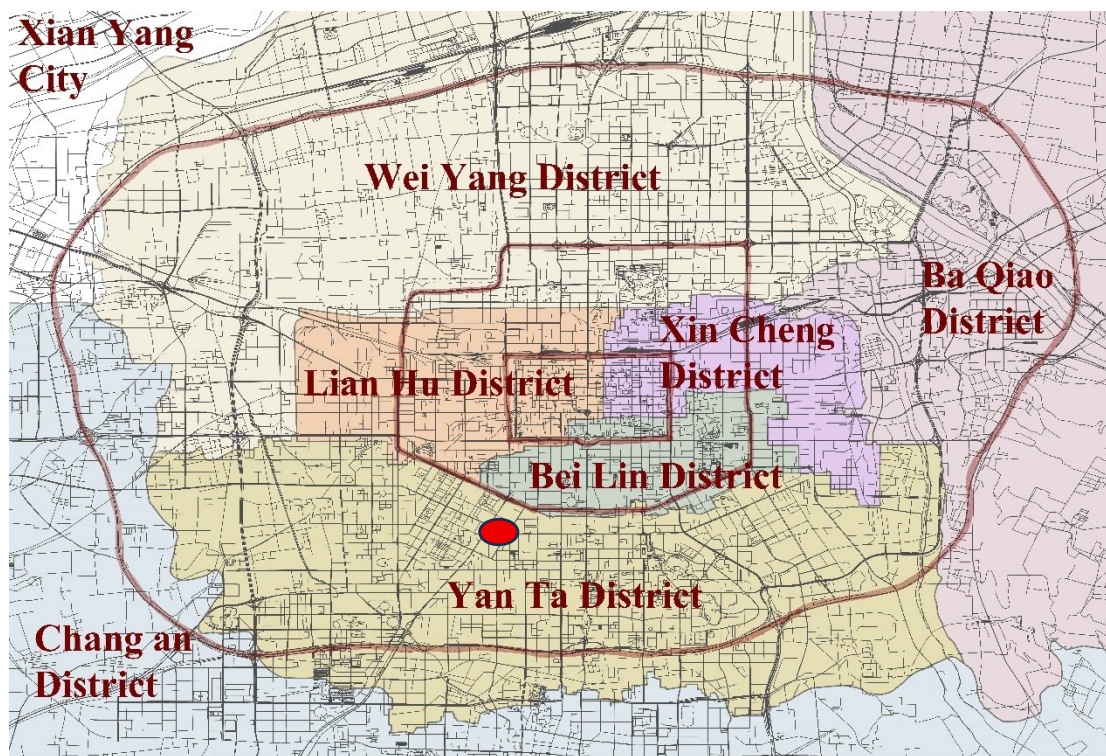 Xian Yang
City
Wei Yang District
Ba Qiao
District
Xin Cheng
District
Lian Hu District
Bei Lin District
Yan Ta District
Chang an
District